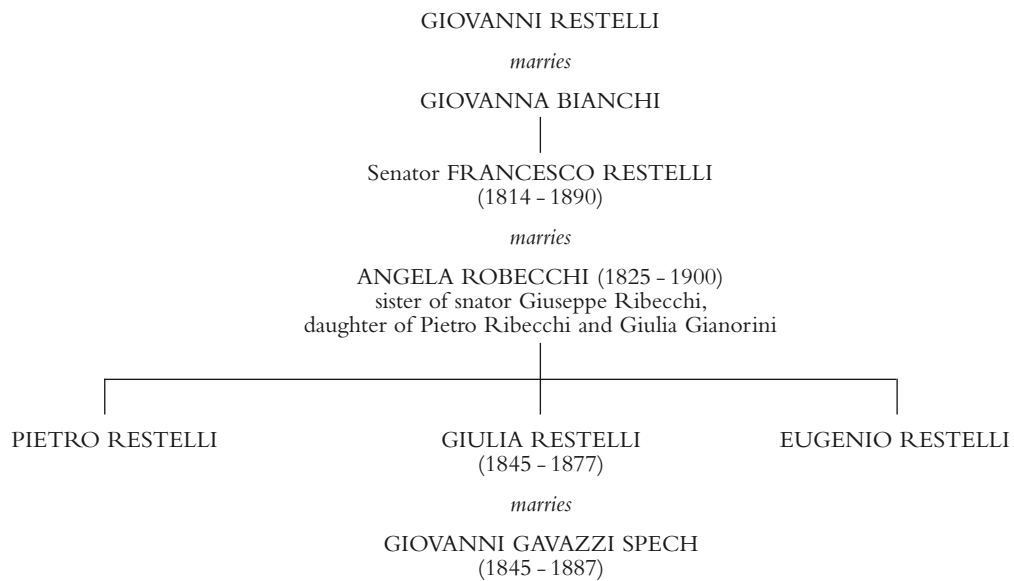 GIOVANNI RESTELLI
marries
GIOVANNA BIANCHI
Senator FRANCESCO RESTELLI
(1814 – 1890)
marries
ANGELA ROBECCHI (1825 – 1900)
sister of snator Giuseppe Ribecchi,
daughter of Pietro Ribecchi and Giulia Gianorini
PIETRO RESTELLI GIULIA RESTELLI EUGENIO RESTELLI
(1845 – 1877)
marries
GIOVANNI GAVAZZI SPECH
(1845 – 1887)